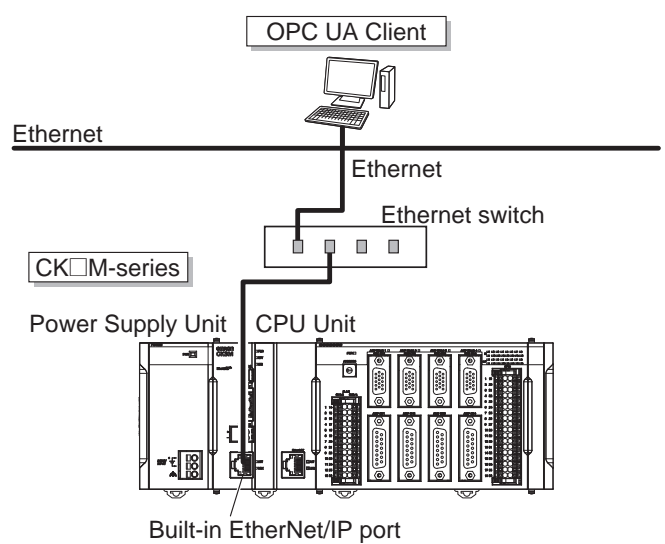 OPC UA Client
Ethernet
Ethernet
Ethernet switch
CK□M-series
Power Supply Unit
CPU Unit
Built-in EtherNet/IP port